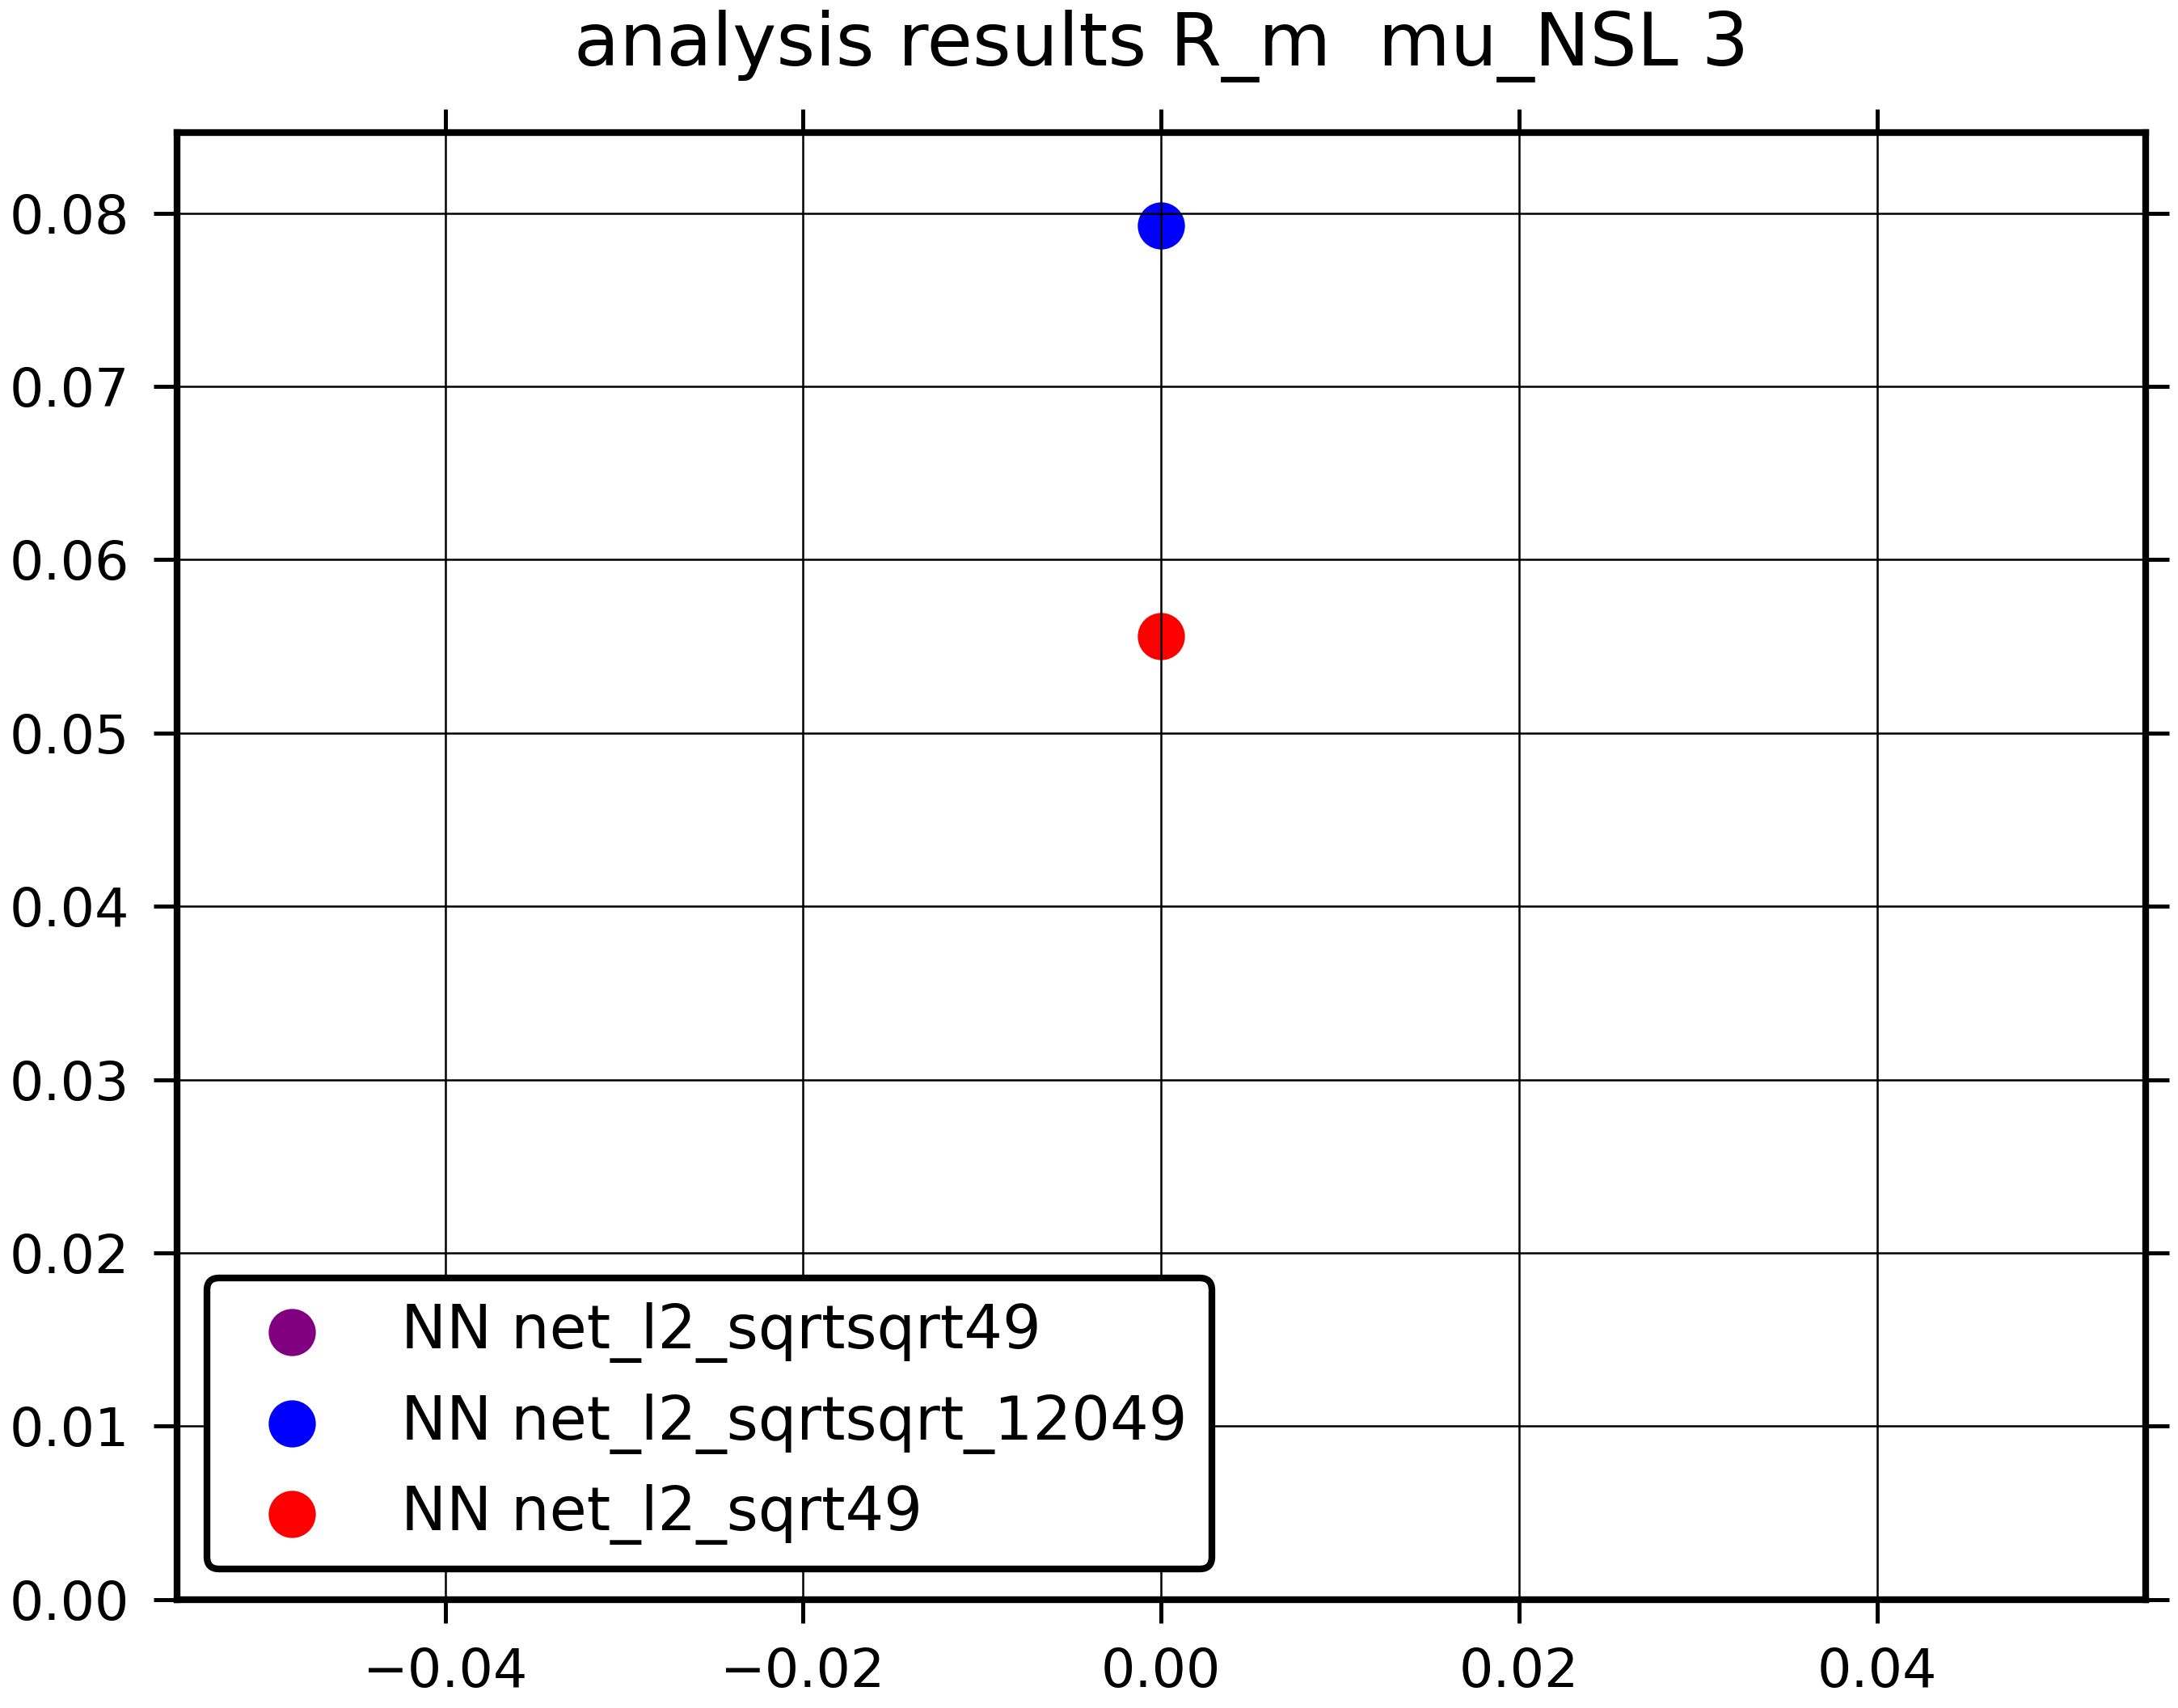 analysis results R_m  mu_NSL 3
0.08
0.07
0.06
0.05
0.04
0.03
0.02
0.01
0.00
NN net_l2_sqrtsqrt49
NN net_l2_sqrtsqrt_12049
NN net_l2_sqrt49
−0.04 −0.02 0.00 0.02 0.04